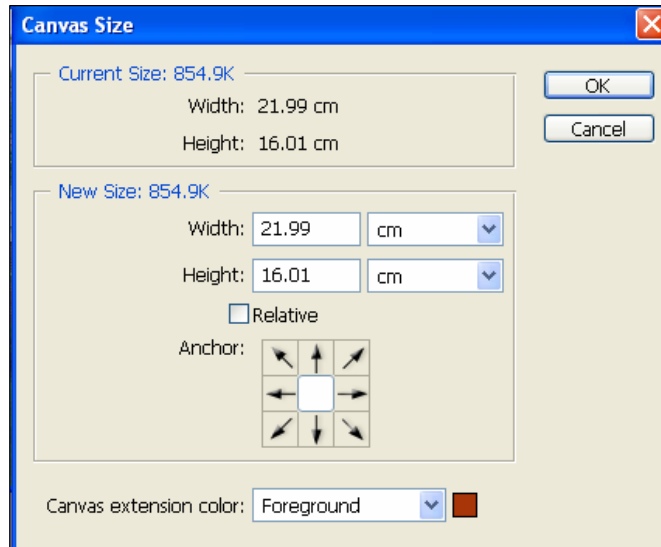 Canvas Size
Current Size: 854.9K
Width: 21.99 cm
Height: 16.01 cm
OK
Cancel
New Size: 854.9K
Width: 21.99 cm
Height: 16.01 cm
Relative
Anchor:
Canvas extension color: Foreground